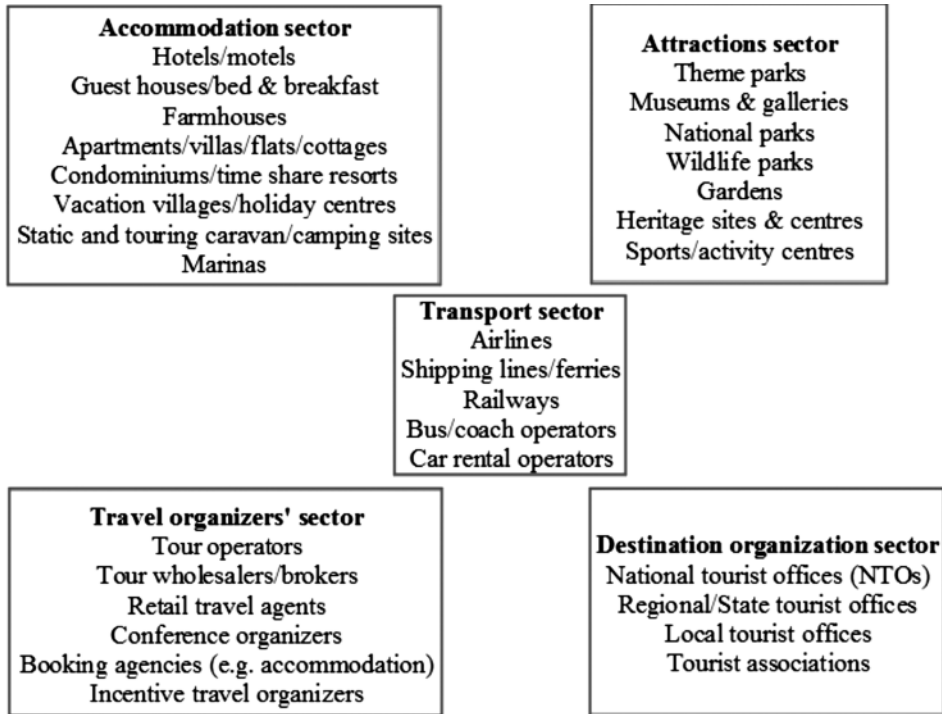 Accommodation sector
Hotels/motels
Guest houses/bed & breakfast
Farmhouses
Apartments/villas/flats/cottages
Condominiums/time share resorts
Vacation villages/holiday centres
Static and touring caravan/camping sites
Marinas
Attractions sector
Theme parks
Museums & galleries
National parks
Wildlife parks
Gardens
Heritage sites & centres
Sports/activity centres
Transport sector
Airlines
Shipping lines/ferries
Railways
Bus/coach operators
Car rental operators
Travel organizers' sector
Tour operators
Tour wholesalers/brokers
Retail travel agents
Conference organizers
Booking agencies (e.g. accommodation)
Incentive travel organizers
Destination organization sector
National tourist offices (NTOs)
Regional/State tourist offices
Local tourist offices
Tourist associations